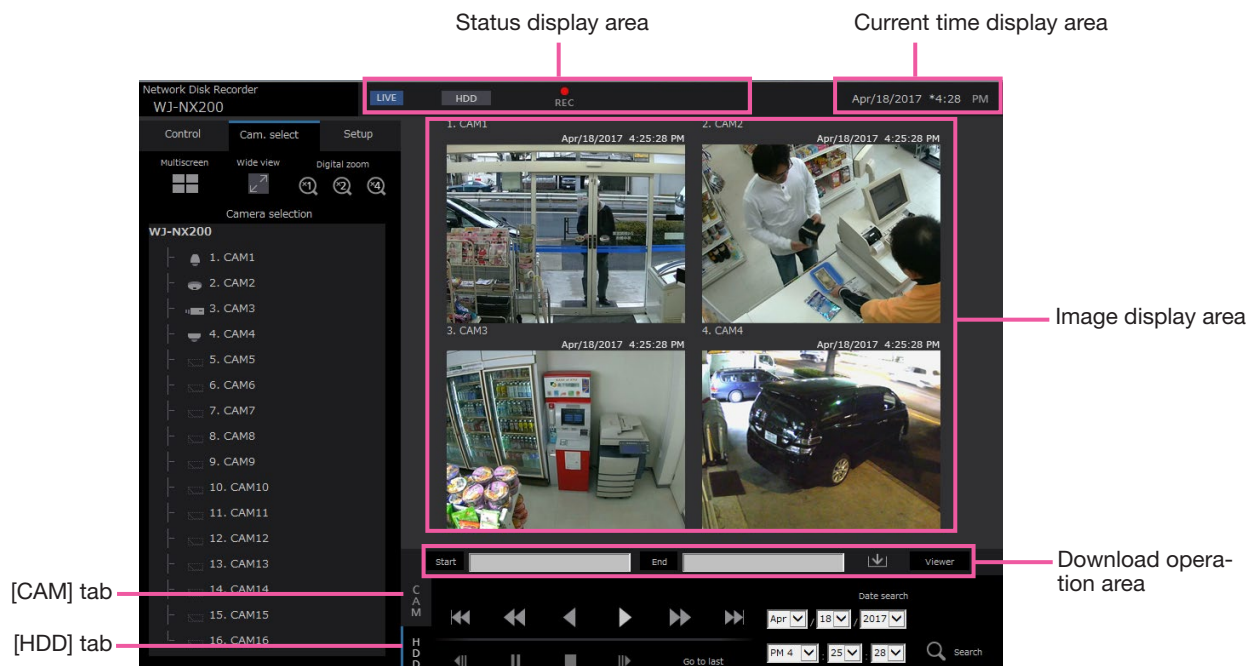 Status display area
Current time display area
Network Disk Recorder
WJ-NX200
LIVE
HDD
REC
Apr/18/2017 *4:28 PM
Control
Cam. select
Setup
Multiscreen
Wide view
Digital zoom
×1
×2
×4
Camera selection
WJ-NX200
1. CAM1
2. CAM2
3. CAM3
4. CAM4
5. CAM5
6. CAM6
7. CAM7
8. CAM8
9. CAM9
10. CAM10
11. CAM11
12. CAM12
13. CAM13
14. CAM14
15. CAM15
16. CAM16
1. CAM1
Apr/18/2017 4:25:28 PM
2. CAM2
Apr/18/2017 4:25:28 PM
3. CAM3
Apr/18/2017 4:25:28 PM
4. CAM4
Apr/18/2017 4:25:28 PM
Image display area
Start
End
Viewer
Download opera-
tion area
[CAM] tab
[HDD] tab
CAM
HDD
Date search
Apr / 18 / 2017
PM 4 : 25 : 28
Search
Go to last